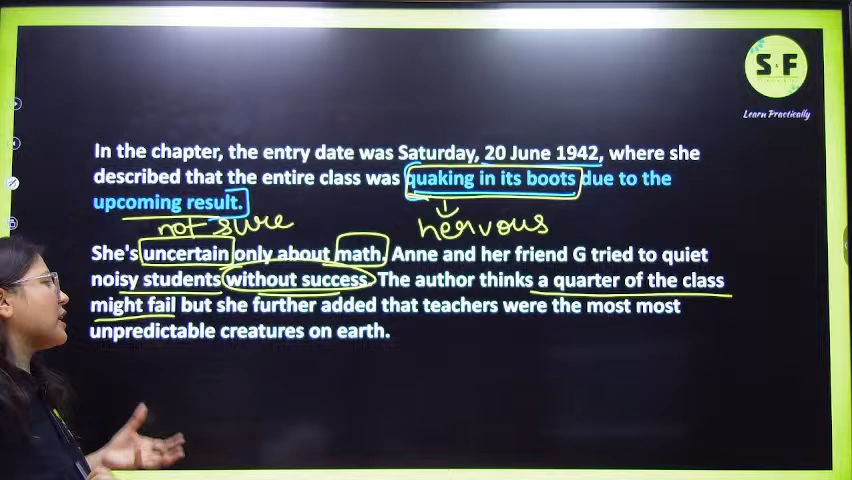 S F
Learn Practically
In the chapter, the entry date was Saturday, 20 June 1942, where she
described that the entire class was quaking in its boots due to the
upcoming result.
not sure
nervous
She's uncertain only about math. Anne and her friend G tried to quiet
noisy students without success. The author thinks a quarter of the class
might fail but she further added that teachers were the most most
unpredictable creatures on earth.